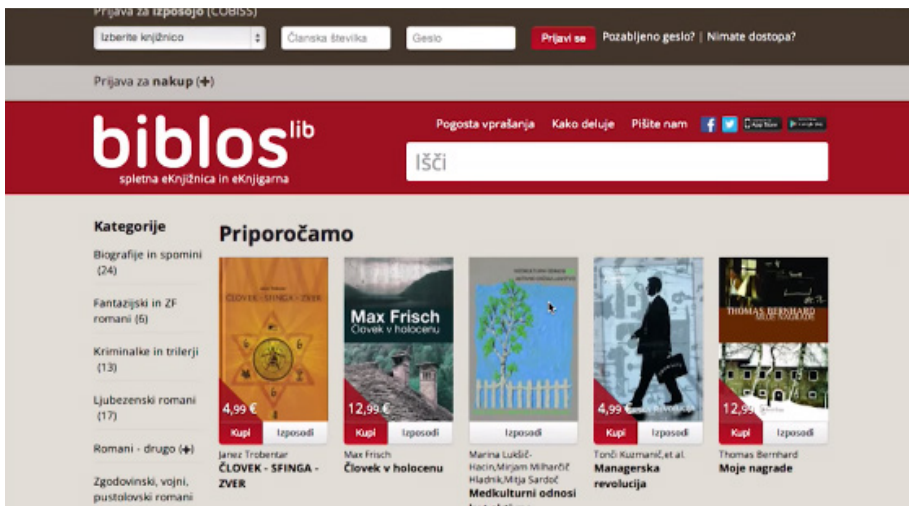 Prijava za izposojo (COBISS)
Izberite knjižnico
Članska številka
Geslo
Prijavi se
Pozabljeno geslo? | Nimate dostopa?
Prijava za nakup (+)
bibloslib
spletna eKnjižnica in eKnjigarna
Pogosta vprašanja Kako deluje Pišite nam
Išči
Kategorije
Biografije in spomini
(24)
Fantazijski in ZF
romani (6)
Kriminalke in trilerji
(13)
Ljubezenski romani
(17)
Romani - drugo (+)
Zgodovinski, vojni,
pustolovski romani
Priporočamo
ČLOVEK - SFINGA - ZVER
4,99 €
Kupi Izposodi
Janez Trobentar
ČLOVEK - SFINGA -
ZVER
Max Frisch
Človek v holocenu
12,99 €
Kupi Izposodi
Max Frisch
Človek v holocenu
Izposodi
Marina Lukšič-
Hacin,Mirjam Milharčič
Hladnik,Mitja Sardoč
Medkulturni odnosi
4,99 €
Kupi Izposodi
Tonči Kuzmanić,et al.
Managerska
revolucija
THOMAS BERNHARD
MOJE NAGRADE
12,99 €
Kupi Izposodi
Thomas Bernhard
Moje nagrade